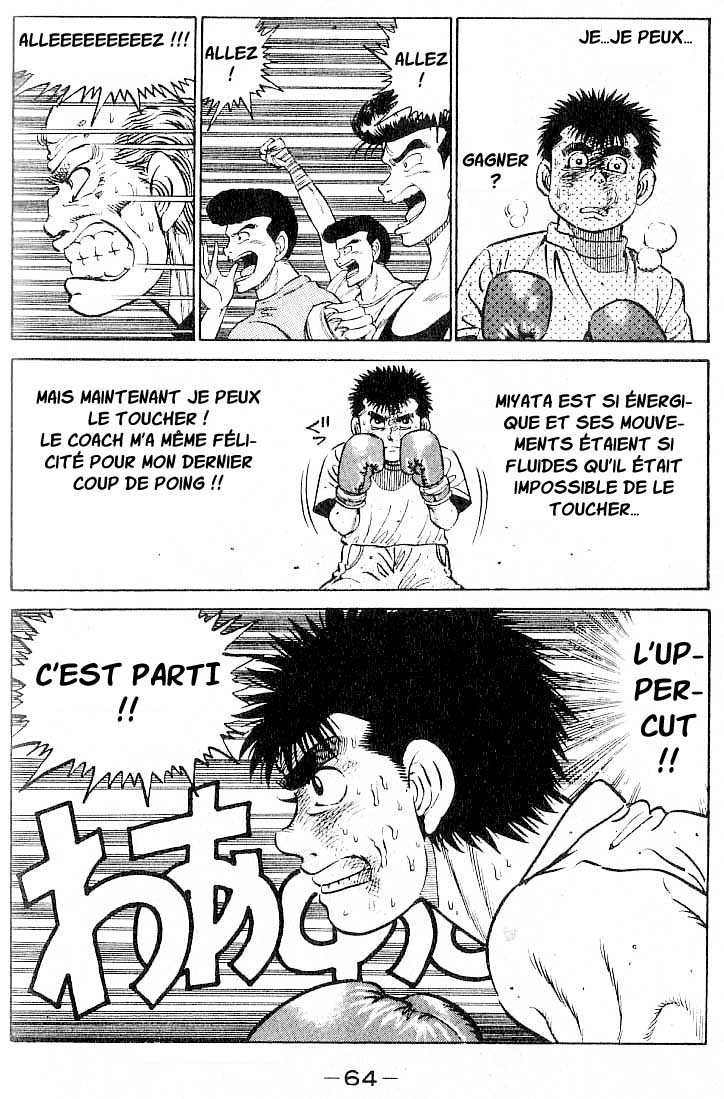 JE...JE PEUX...
GAGNER
?
ALLEZ
!
ALLEZ
!
ALLEEEEEEEEEZ !!!
MIYATA EST SI ÉNERGI-
QUE ET SES MOUVE-
MENTS ÉTAIENT SI
FLUIDES QU'IL ÉTAIT
IMPOSSIBLE DE LE
TOUCHER...
MAIS MAINTENANT JE PEUX
LE TOUCHER !
LE COACH M'A MÊME FÉLI-
CITÉ POUR MON DERNIER
COUP DE POING !!
L'UP-
PER-
CUT
!!
C'EST PARTI
!!
わあ
—64—